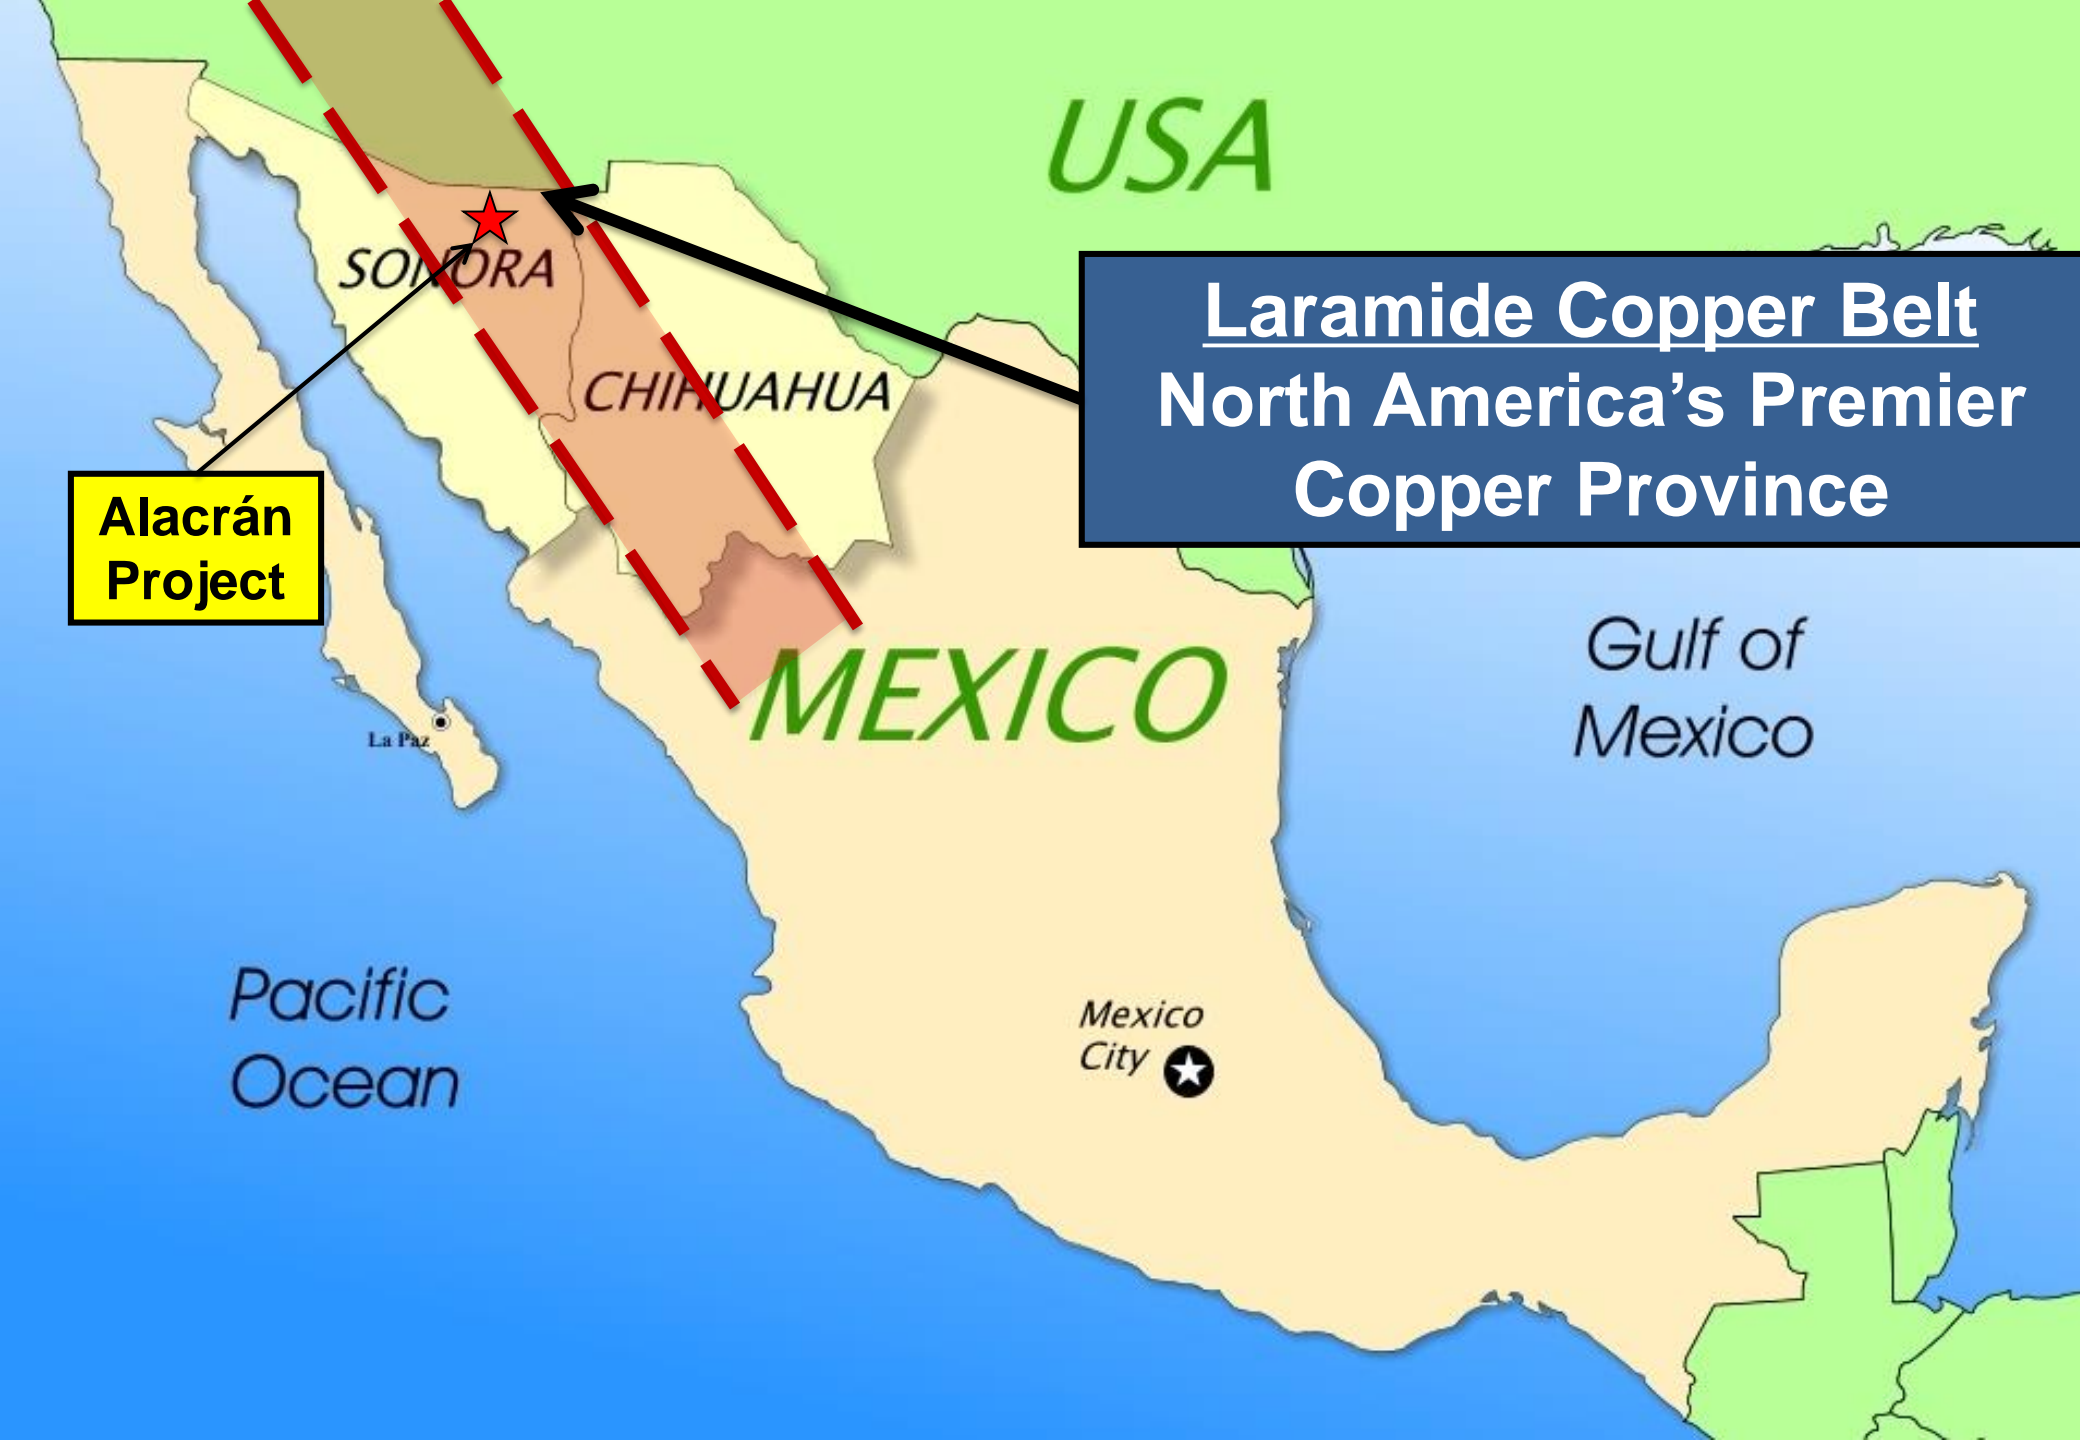 USA
SONORA
Laramide Copper Belt
North America's Premier
Copper Province
CHIHUAHUA
Alacrán
Project
Gulf of
Mexico
MEXICO
La Paz
Pacific
Ocean
Mexico
City